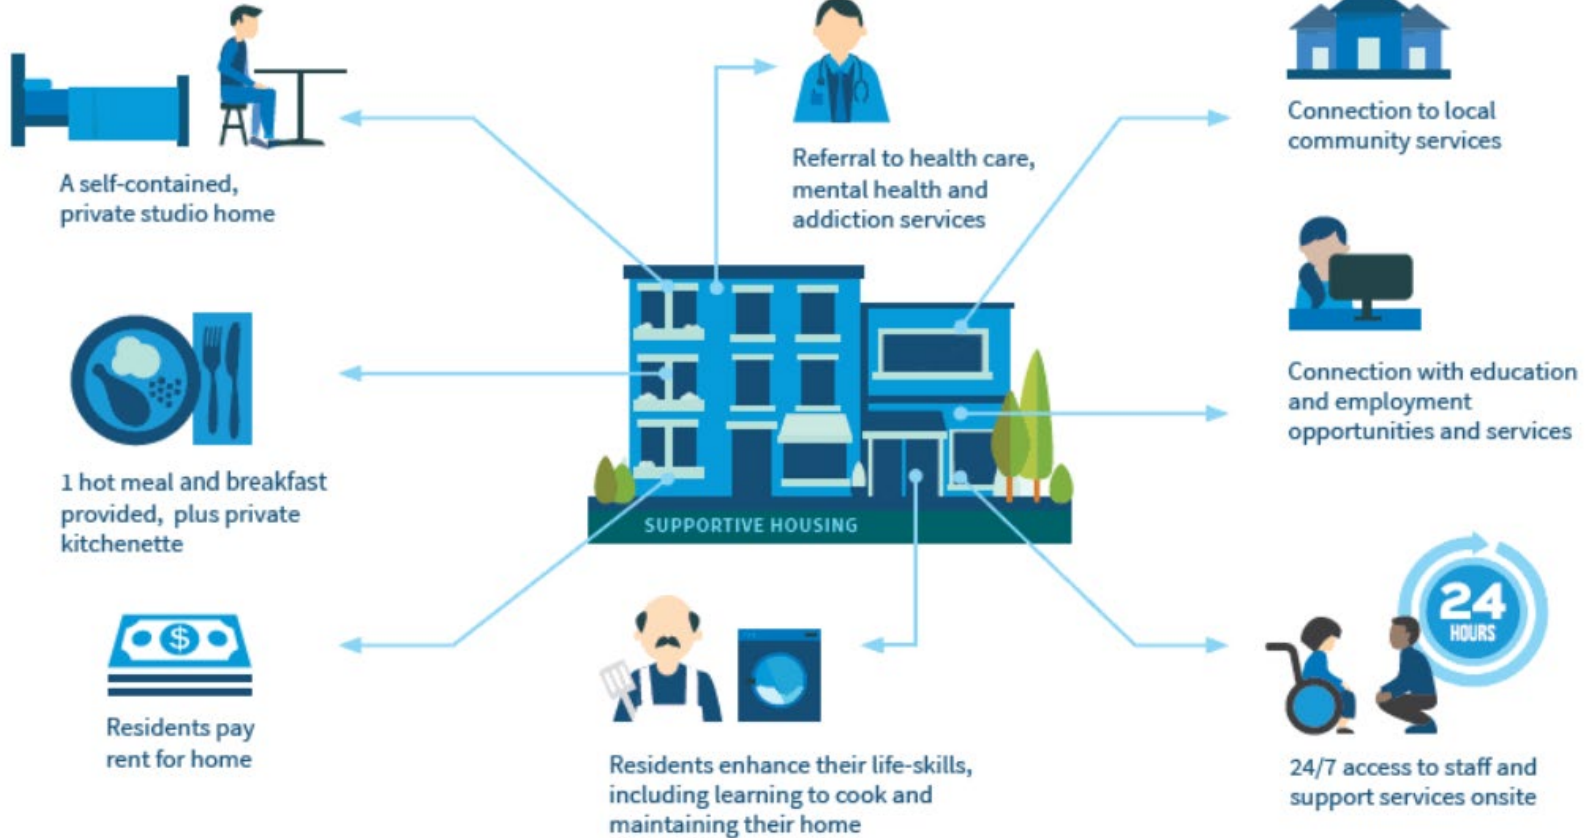 A self-contained,
private studio home
Referral to health care,
mental health and
addiction services
Connection to local
community services
1 hot meal and breakfast
provided, plus private
kitchenette
SUPPORTIVE HOUSING
Connection with education
and employment
opportunities and services
$
Residents pay
rent for home
Residents enhance their life-skills,
including learning to cook and
maintaining their home
24
HOURS
24/7 access to staff and
support services onsite